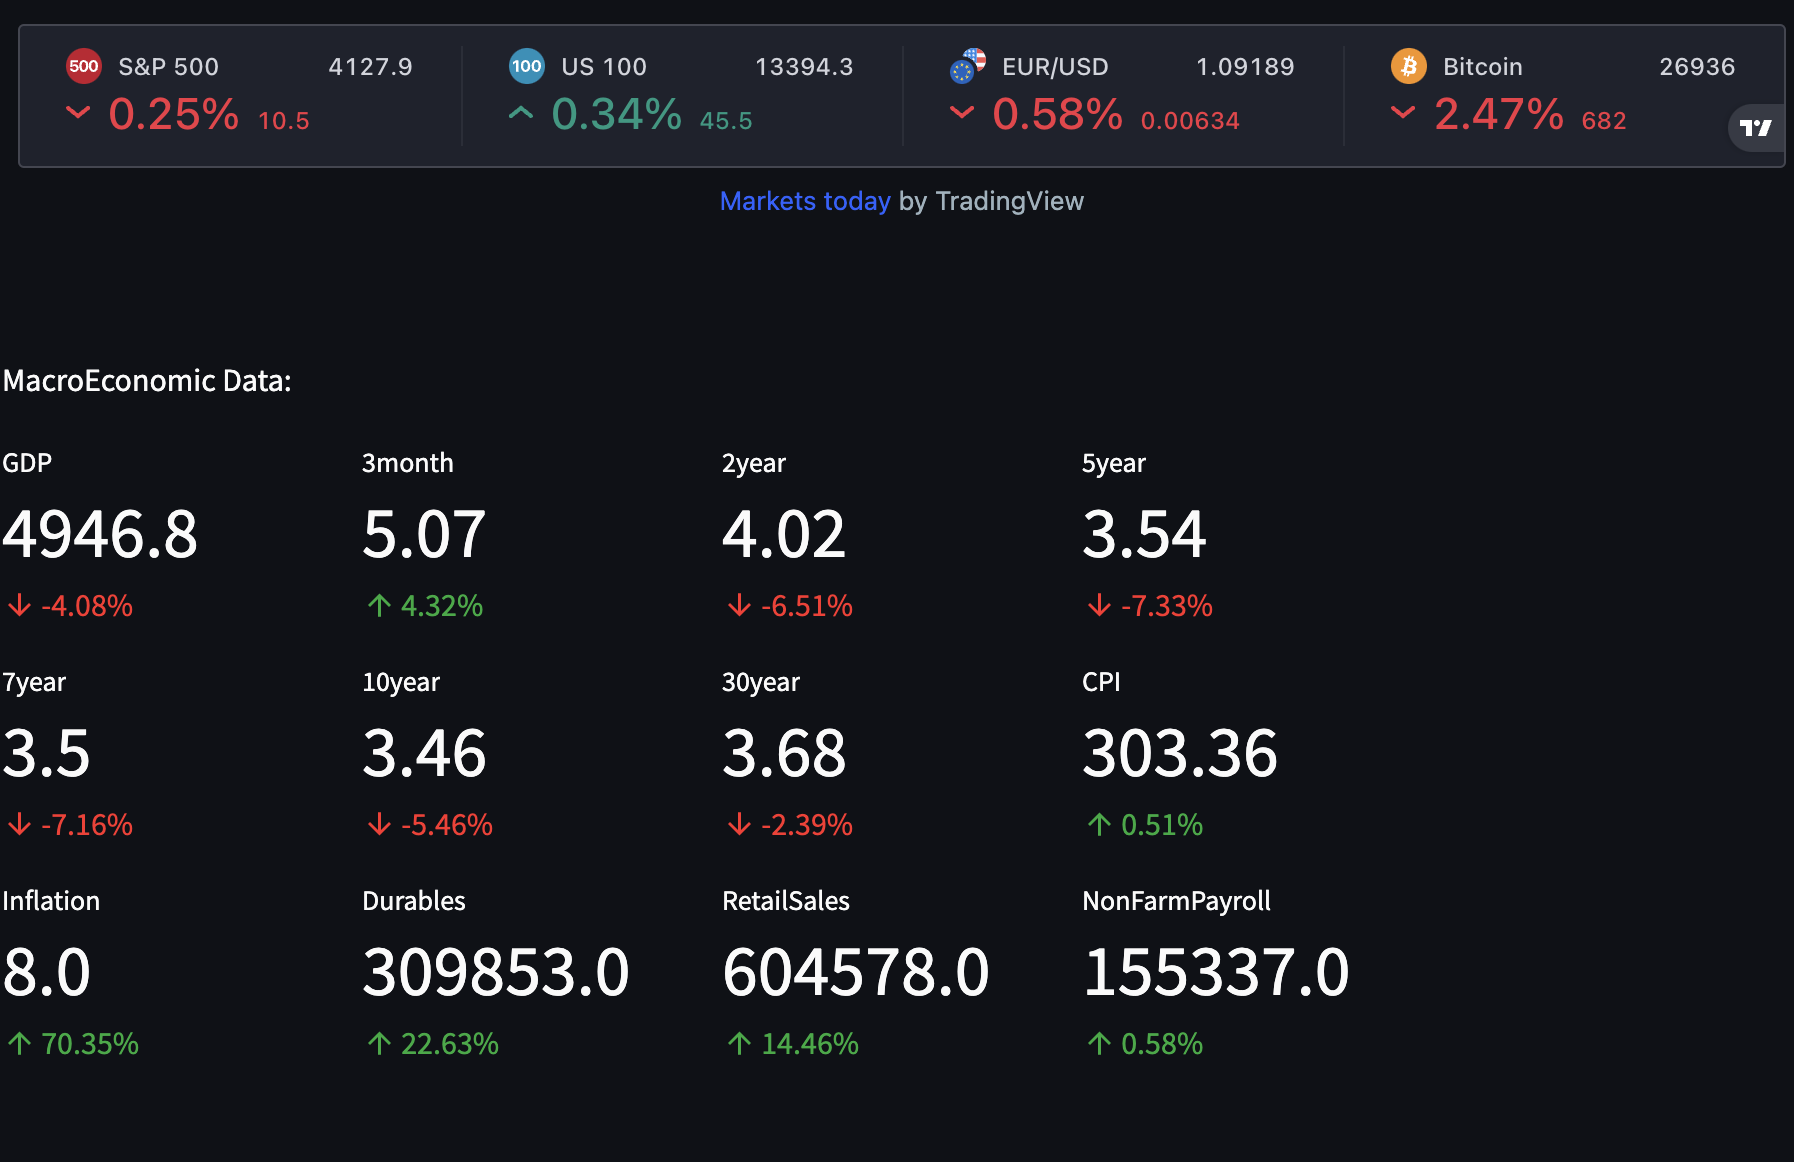 500 S&P 500 4127.9
0.25% 10.5
100 US 100 13394.3
0.34% 45.5
EUR/USD 1.09189
0.58% 0.00634
Bitcoin 26936
2.47% 682
Markets today by TradingView
MacroEconomic Data:
GDP
4946.8
↓ -4.08%
3month
5.07
↑ 4.32%
2year
4.02
↓ -6.51%
5year
3.54
↓ -7.33%
7year
3.5
↓ -7.16%
10year
3.46
↓ -5.46%
30year
3.68
↓ -2.39%
CPI
303.36
↑ 0.51%
Inflation
8.0
↑ 70.35%
Durables
309853.0
↑ 22.63%
RetailSales
604578.0
↑ 14.46%
NonFarmPayroll
155337.0
↑ 0.58%